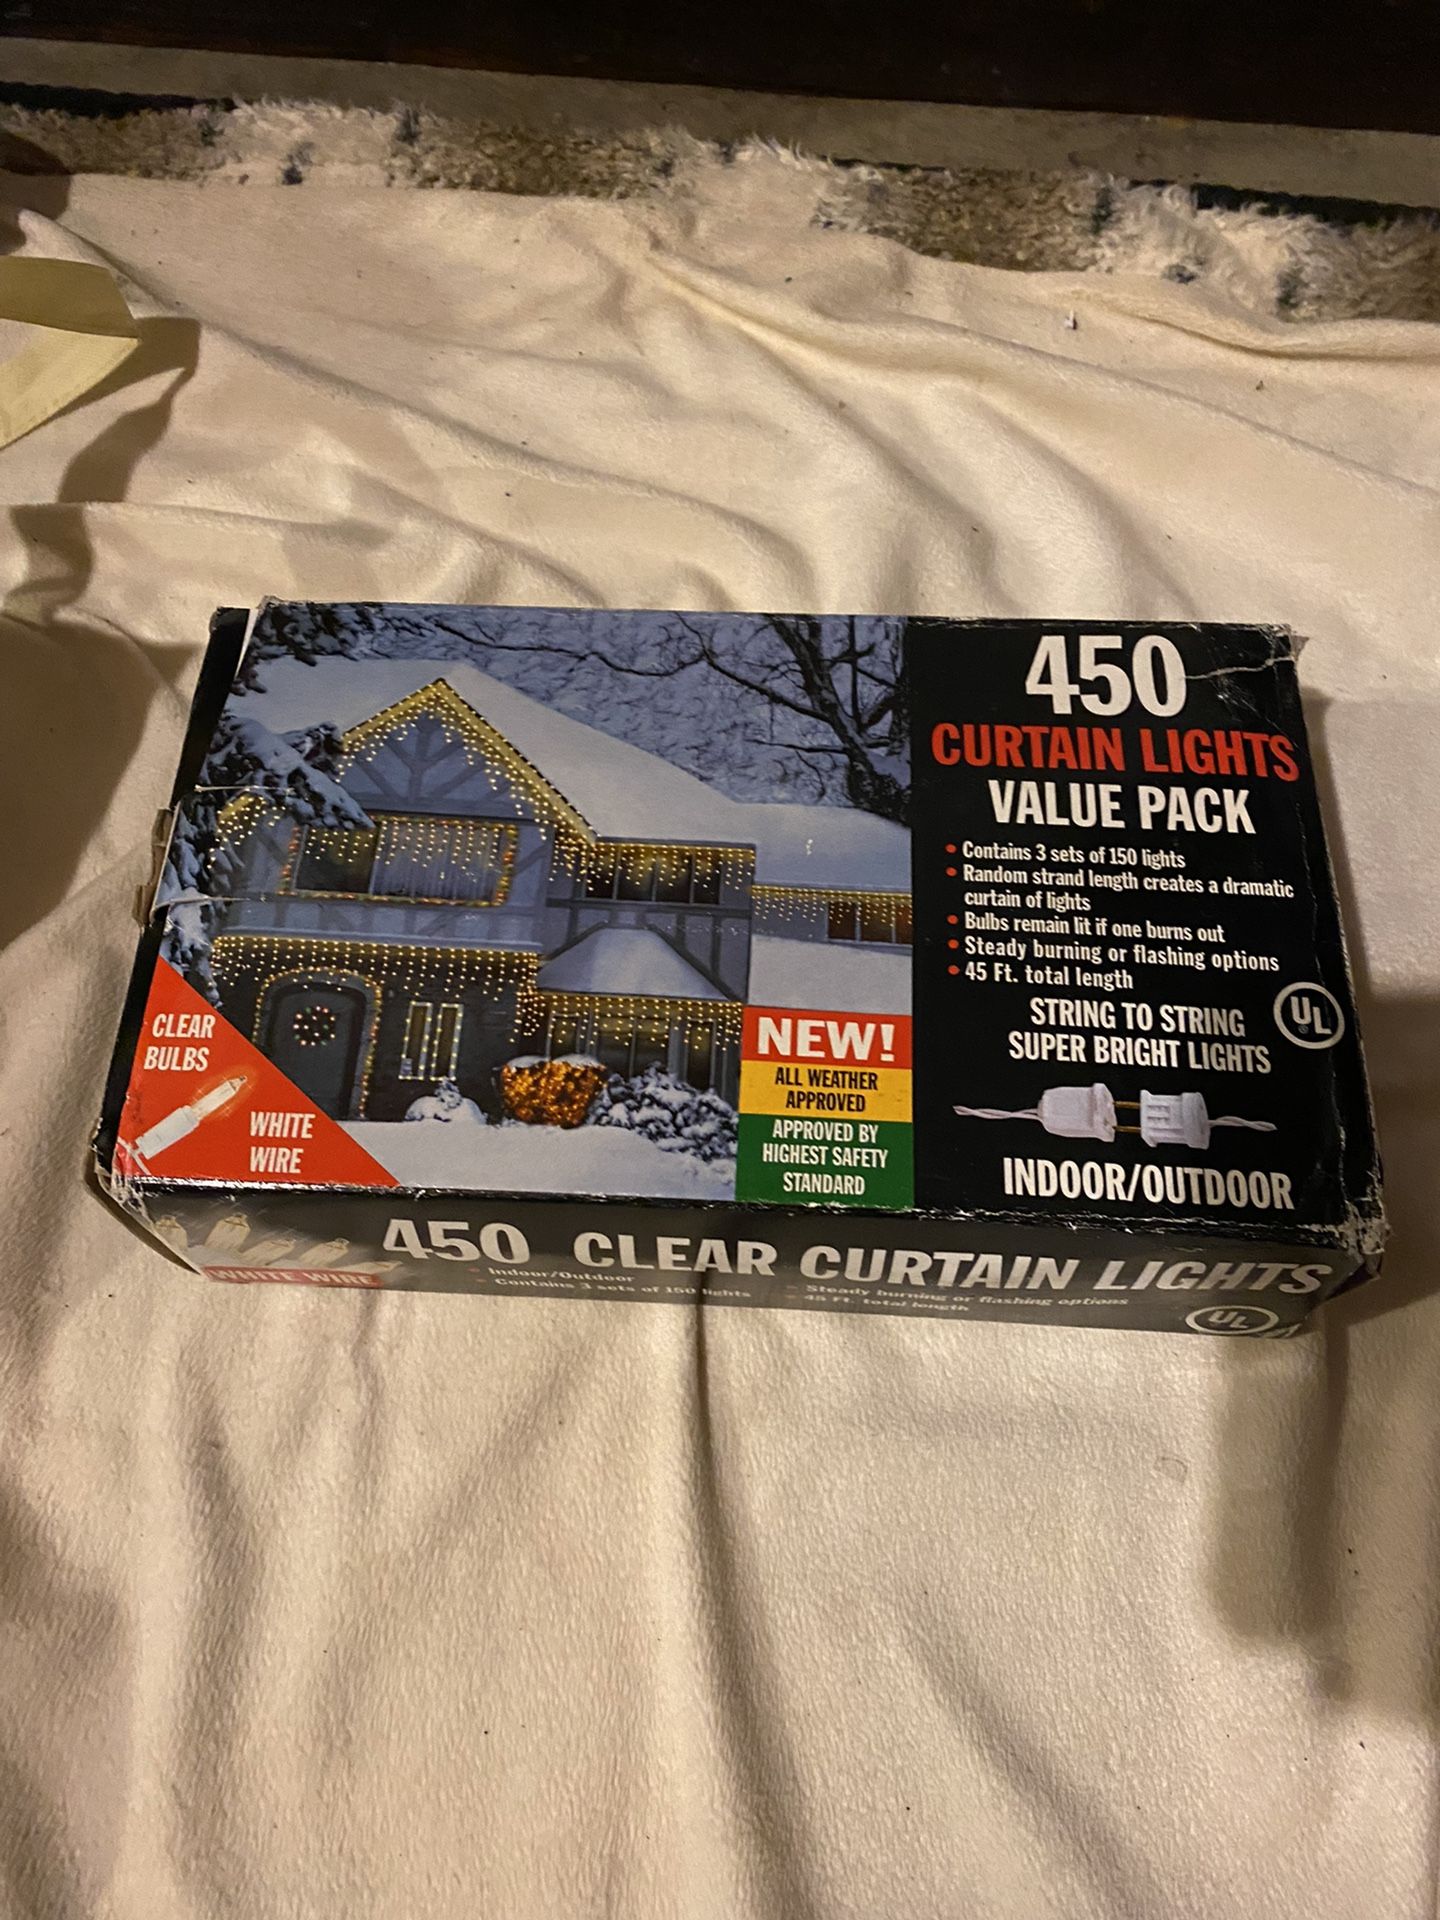 450
CURTAIN LIGHTS
VALUE PACK
• Contains 3 sets of 150 lights
• Random strand length creates a dramatic
curtain of lights
• Bulbs remain lit if one burns out
• Steady burning or flashing options
• 45 Ft. total length
STRING TO STRING
SUPER BRIGHT LIGHTS
UL
INDOOR/OUTDOOR
NEW!
ALL WEATHER
APPROVED
APPROVED BY
HIGHEST SAFETY
STANDARD
CLEAR
BULBS
WHITE
WIRE
450 CLEAR CURTAIN LIGHTS
WHITE WIRE
• Indoor/Outdoor
• Contains 3 sets of 150 lights
• Steady burning or flashing options
• 45 Ft. total length
UL